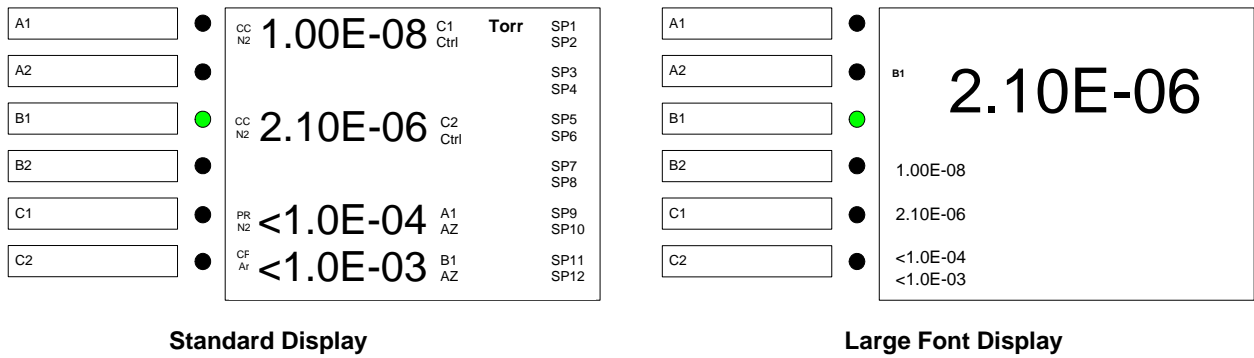 A1
CC
N2
1.00E-08
C1
Ctrl
Torr
SP1
SP2
A2
SP3
SP4
B1
CC
N2
2.10E-06
C2
Ctrl
SP5
SP6
B2
SP7
SP8
C1
PR
N2
<1.0E-04
A1
AZ
SP9
SP10
C2
CP
Ar
<1.0E-03
B1
AZ
SP11
SP12
Standard Display
A1
A2
B1
B2
C1
C2
B1
2.10E-06
1.00E-08
2.10E-06
<1.0E-04
<1.0E-03
Large Font Display